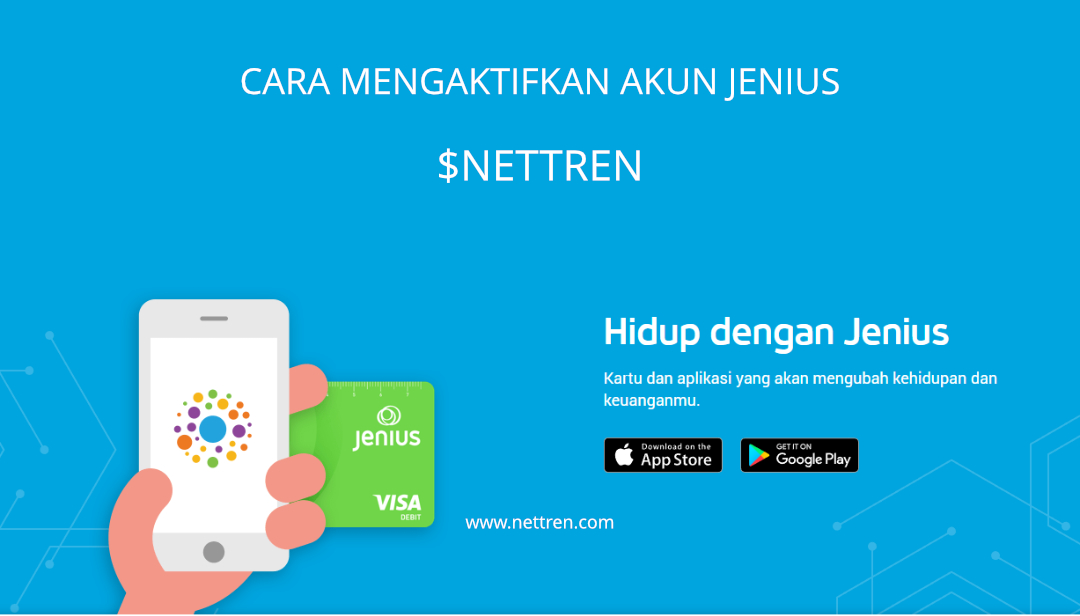 CARA MENGAKTIFKAN AKUN JENIUS
$NETTREN
Hidup dengan Jenius
Kartu dan aplikasi yang akan mengubah kehidupan dan
keuanganmu.
Download on the
App Store
GET IT ON
Google Play
jenius
VISA
DEBIT
www.nettren.com